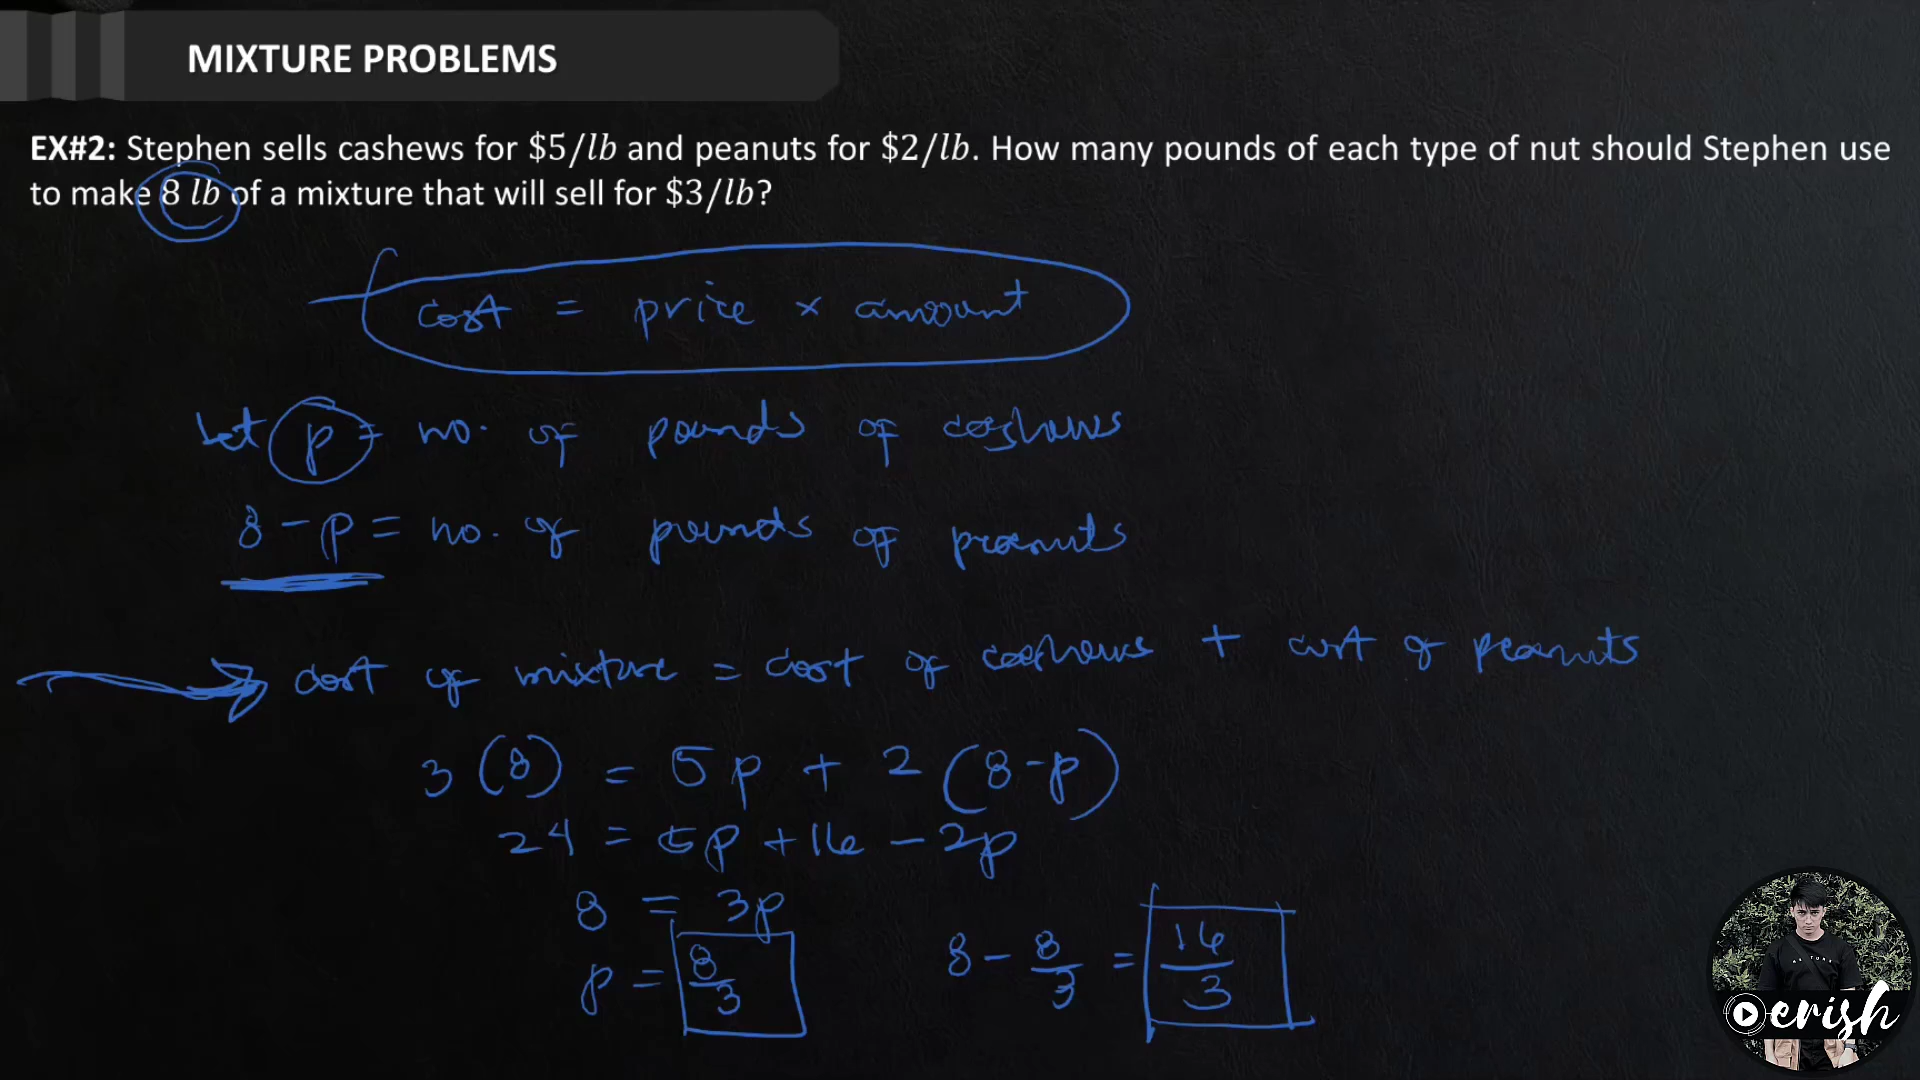 MIXTURE PROBLEMS
EX#2: Stephen sells cashews for $5/lb and peanuts for $2/lb. How many pounds of each type of nut should Stephen use
to make 8 lb of a mixture that will sell for $3/lb?
cost = price × amount
Let p = no. of pounds of cashews
8 - p = no. of pounds of peanuts
cost of mixture = cost of cashews + cost of peanuts
3 (8) = 5p + 2 (8-p)
24 = 5p + 16 - 2p
8 = 3p
p = 8/3
8 - 8/3 = 16/3
erish